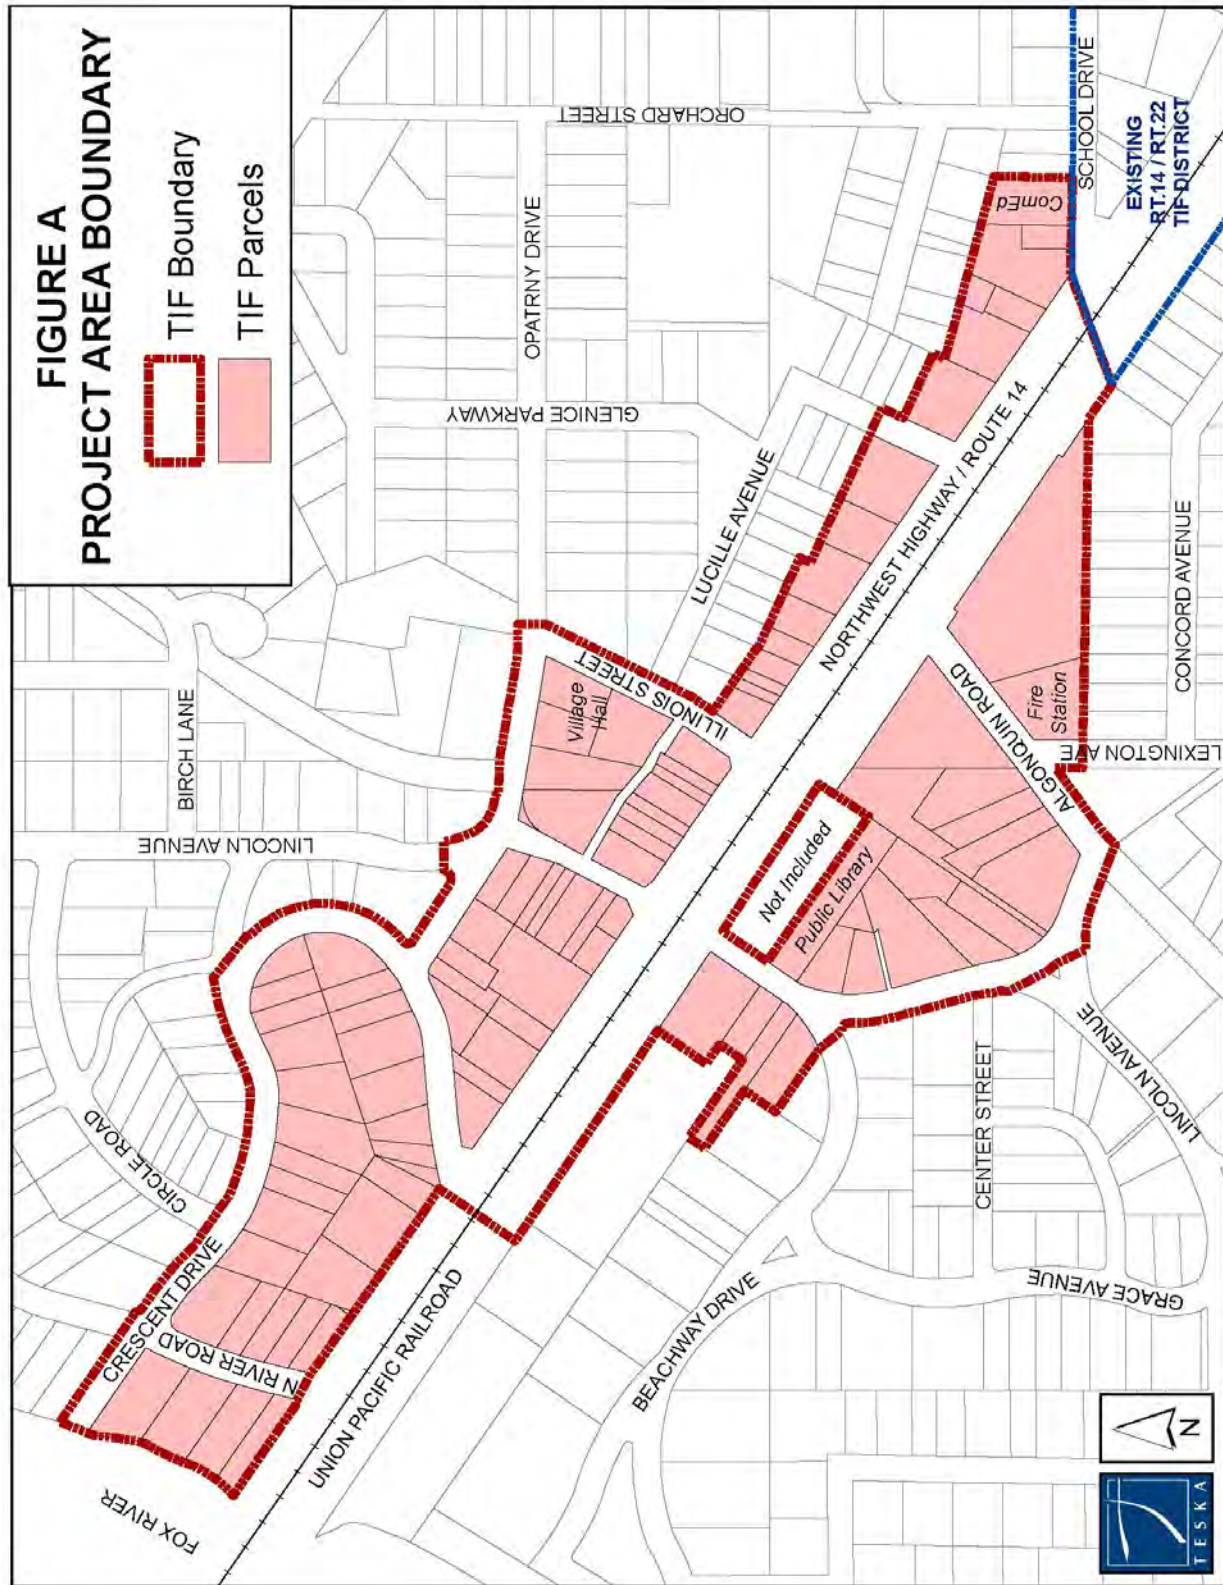 FIGURE A
PROJECT AREA BOUNDARY
TIF Boundary
TIF Parcels
ORCHARD STREET
SCHOOL DRIVE
EXISTING
RT.14 / RT.22
TIF DISTRICT
ComEd
OPATRNY DRIVE
GLENICE PARKWAY
LUCILLE AVENUE
NORTHWEST HIGHWAY / ROUTE 14
CONCORD AVENUE
BIRCH LANE
ILLINOIS STREET
Village
Hall
Fire
Station
LEXINGTON AVE
ALGONQUIN ROAD
LINCOLN AVENUE
Not Included
Public Library
CIRCLE ROAD
CRESCENT DRIVE
N RIVER ROAD
FOX RIVER
UNION PACIFIC RAILROAD
BEACHWAY DRIVE
CENTER STREET
LINCOLN AVENUE
GRACE AVENUE
N
TESKA